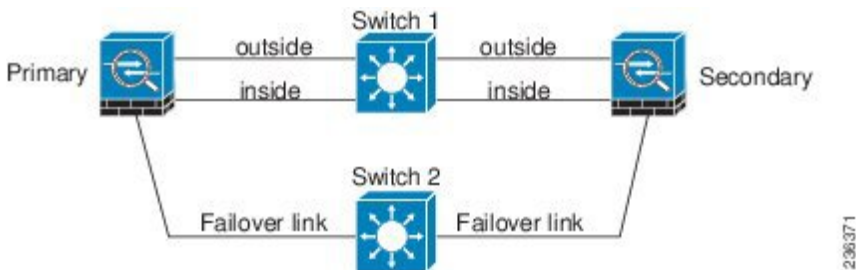 Switch 1
outside outside
Primary Secondary
inside inside
Switch 2
Failover link Failover link
236371